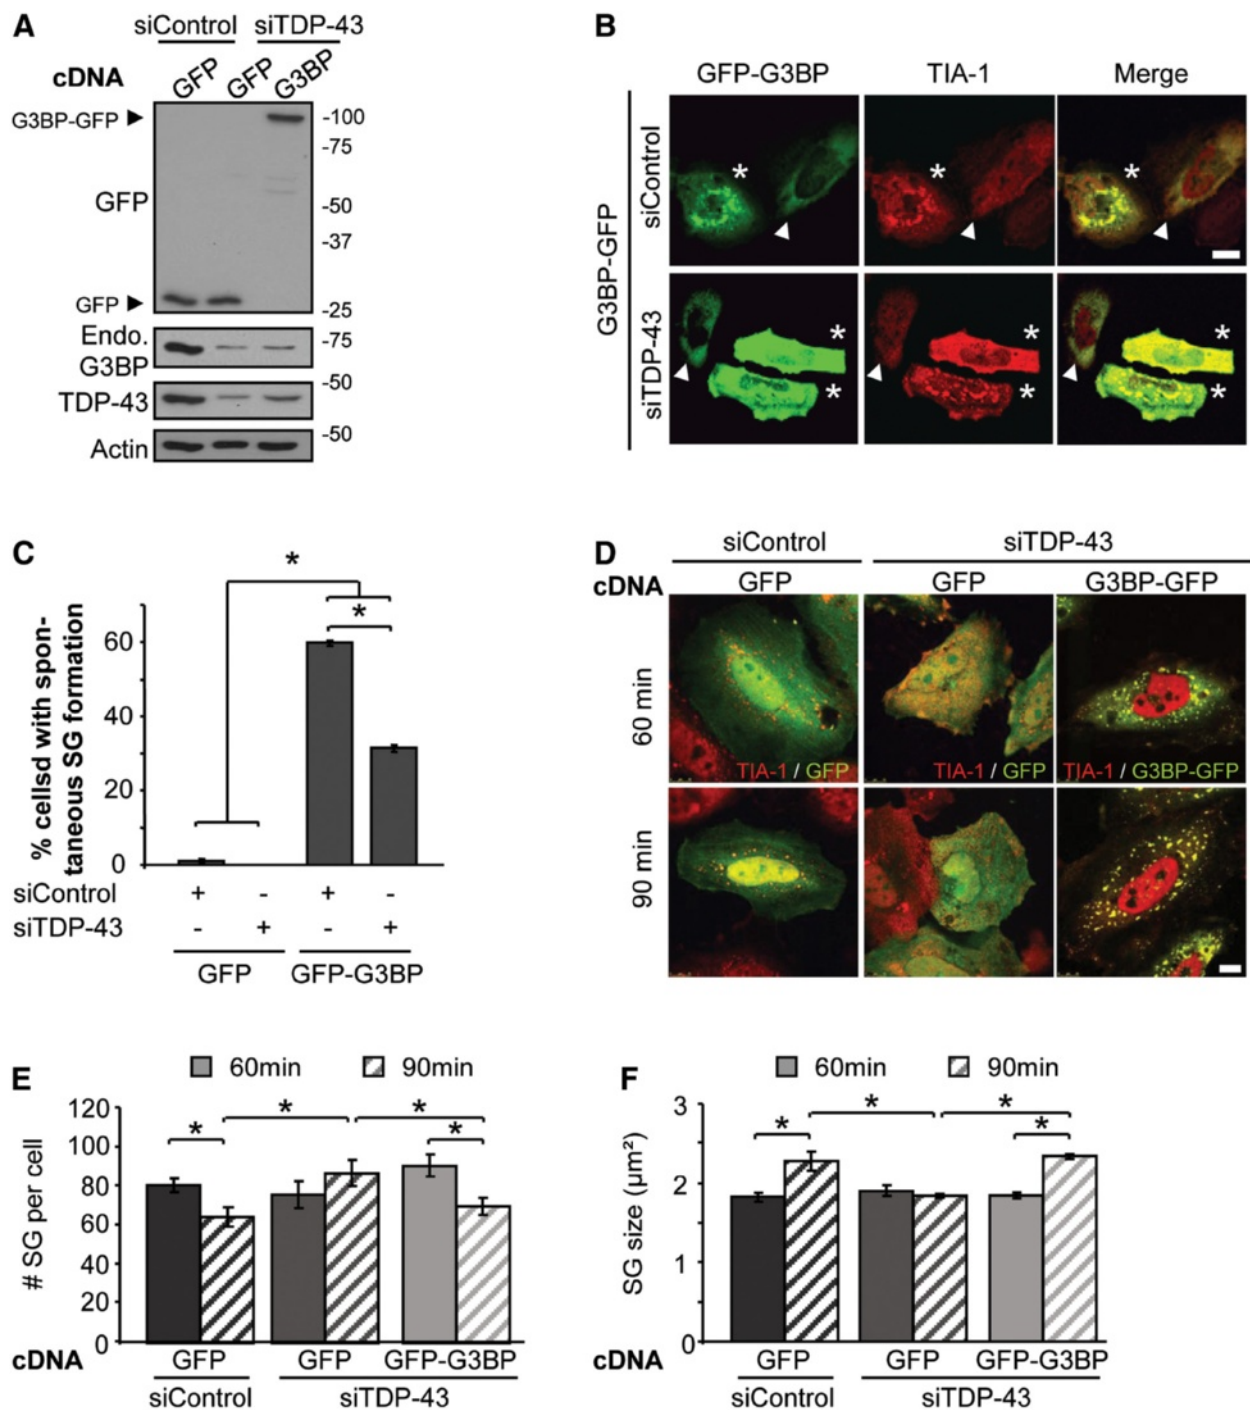 A
siControl siTDP-43
cDNA GFP GFP G3BP
G3BP-GFP ► -100
-75
GFP
-50
-37
GFP ► -25
Endo. G3BP -75
-50
TDP-43
-50
Actin
B
GFP-G3BP TIA-1 Merge
G3BP-GFP
siControl
* * *
siTDP-43
* * *
* * *
C
% cellsd with spon-
taneous SG formation
*
*
60
40
20
0
siControl + - + -
siTDP-43 - + - +
GFP GFP-G3BP
D
siControl siTDP-43
cDNA GFP GFP G3BP-GFP
60 min
TIA-1 / GFP TIA-1 / GFP TIA-1 / G3BP-GFP
90 min
E
60min 90min
# SG per cell
120
100
80
60
40
20
0
* * * *
cDNA GFP GFP GFP-G3BP
siControl siTDP-43
F
60min 90min
SG size (µm²)
3
2
1
0
* * * *
cDNA GFP GFP GFP-G3BP
siControl siTDP-43